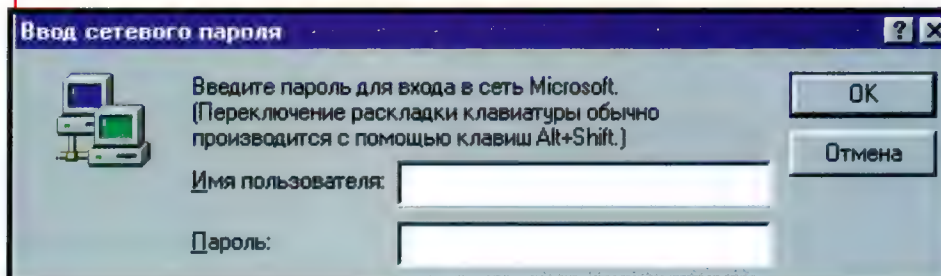 Ввод сетевого пароля
Введите пароль для входа в сеть Microsoft.
(Переключение раскладки клавиатуры обычно
производится с помощью клавиш Alt+Shift.)
OK
Отмена
Имя пользователя:
Пароль: